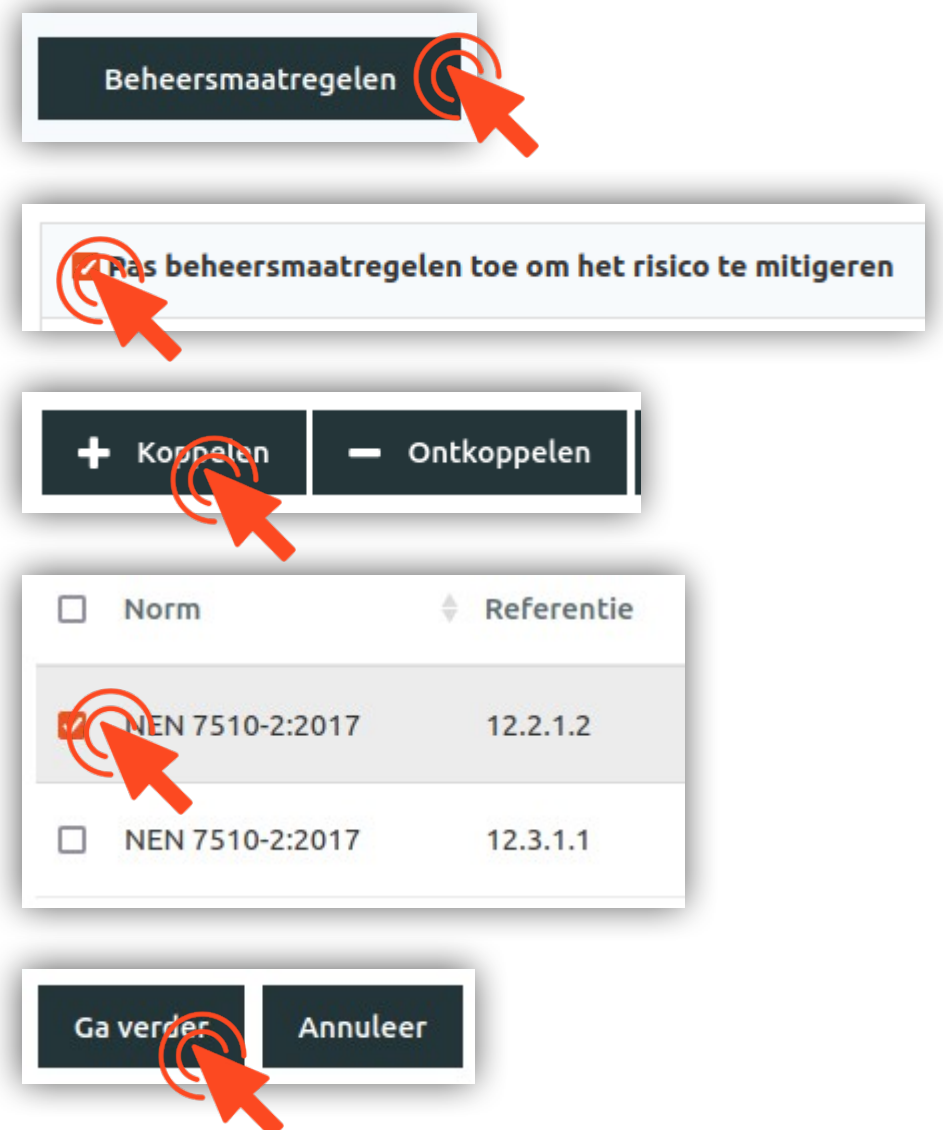 Beheersmaatregelen
Pas beheersmaatregelen toe om het risico te mitigeren
Koppelen Ontkoppelen
Norm Referentie
NEN 7510-2:2017 12.2.1.2
NEN 7510-2:2017 12.3.1.1
Ga verder Annuleer